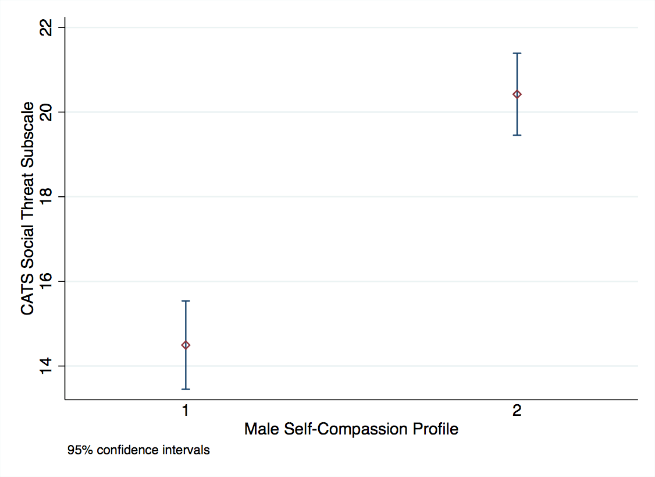 CATS Social Threat Subscale
22
20
18
16
14
1 2
Male Self-Compassion Profile
95% confidence intervals